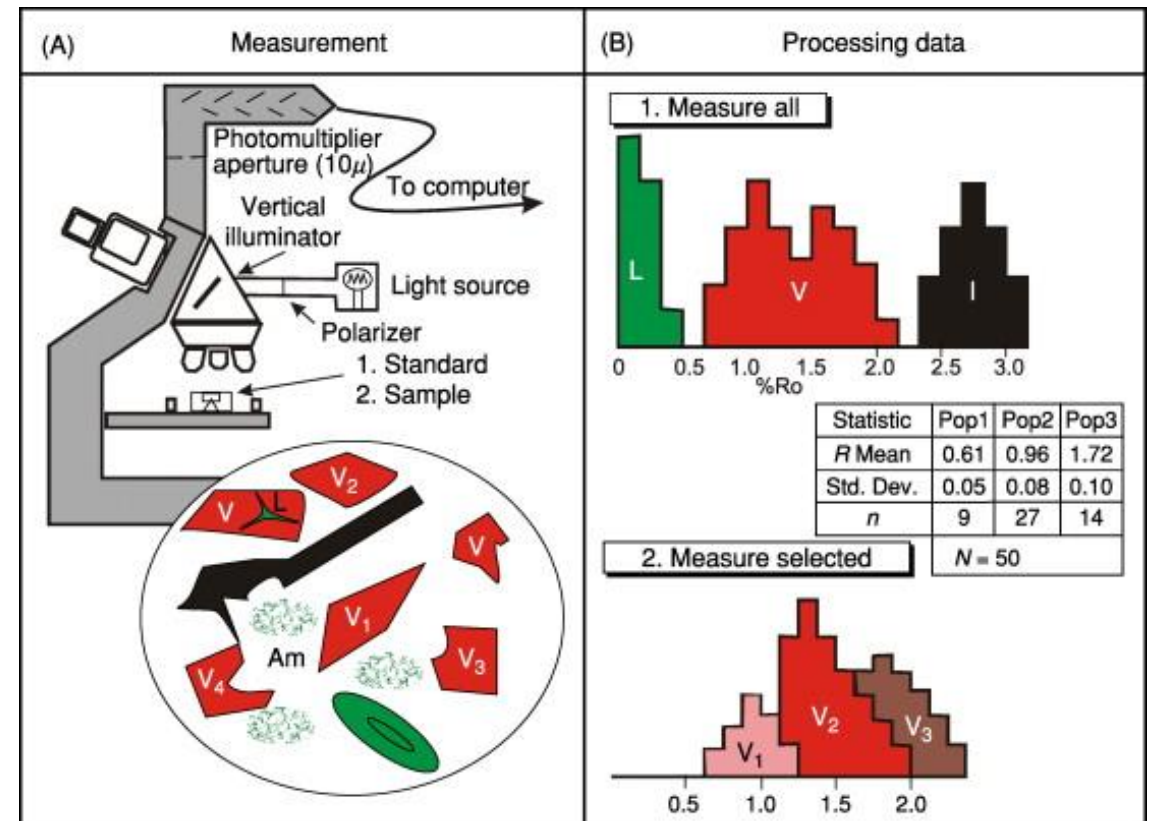 (A) Measurement
Photomultiplier
aperture (10μ)
To computer
Vertical
illuminator
Light source
Polarizer
1. Standard
2. Sample
V
L
V2
V
V1
Am
V3
V4
(B) Processing data
1. Measure all
L
V
I
0 0.5 1.0 1.5 2.0 2.5 3.0
%Ro
Statistic Pop1 Pop2 Pop3
R Mean 0.61 0.96 1.72
Std. Dev. 0.05 0.08 0.10
n 9 27 14
N = 50
2. Measure selected
V1
V2
V3
0.5 1.0 1.5 2.0